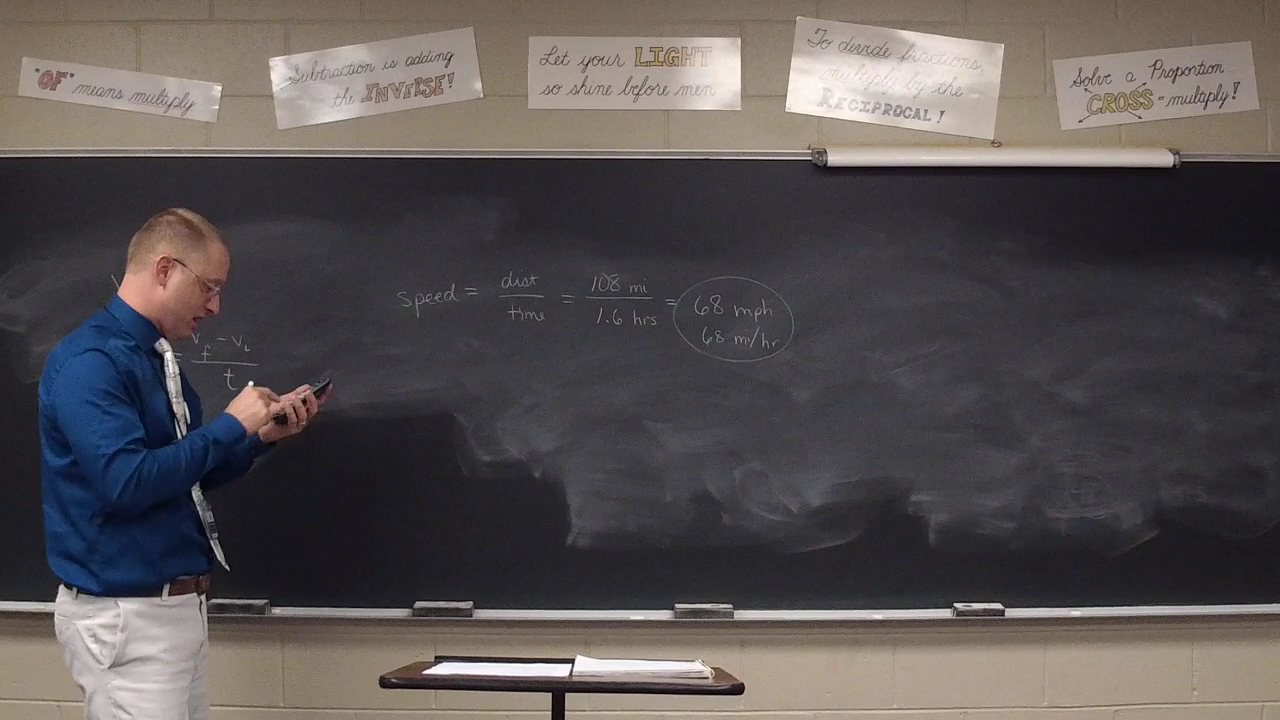 "OF" means multiply
Subtraction is adding
the INVERSE!
Let your LIGHT
so shine before men
To divide fractions,
multiply by the
RECIPROCAL!
Solve a Proportion
CROSS-multiply!
speed = dist / time = 108 mi / 1.6 hrs = 68 mph
68 mi/hr
= v_f - v_i / t